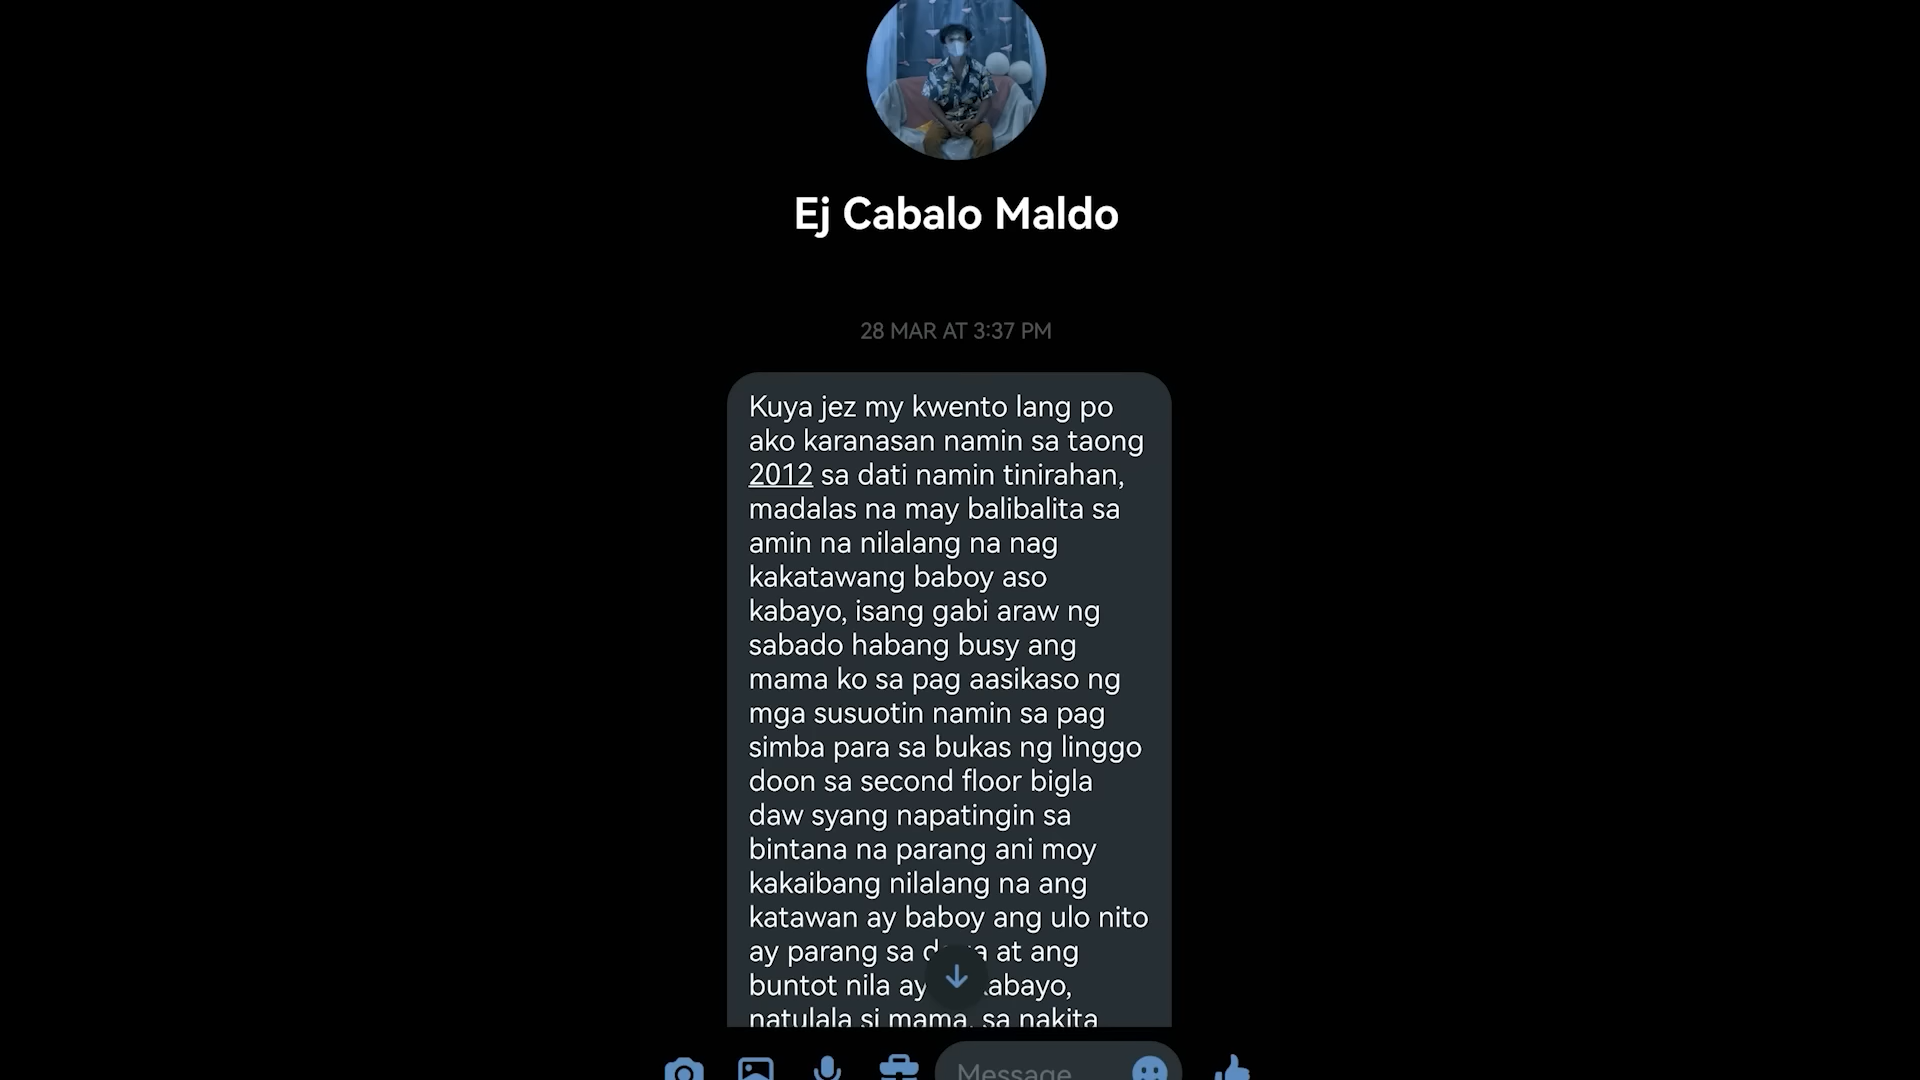 Ej Cabalo Maldo
28 MAR AT 3:37 PM
Kuya jez my kwento lang po
ako karanasan namin sa taong
2012 sa dati namin tinirahan,
madalas na may balibalita sa
amin na nilalang na nag
kakatawang baboy aso
kabayo, isang gabi araw ng
sabado habang busy ang
mama ko sa pag aasikaso ng
mga susuotin namin sa pag
simba para sa bukas ng linggo
doon sa second floor bigla
daw syang napatingin sa
bintana na parang ani moy
kakaibang nilalang na ang
katawan ay baboy ang ulo nito
ay parang sa at ang
buntot nila ay
natulala si mama, sa nakita
Message